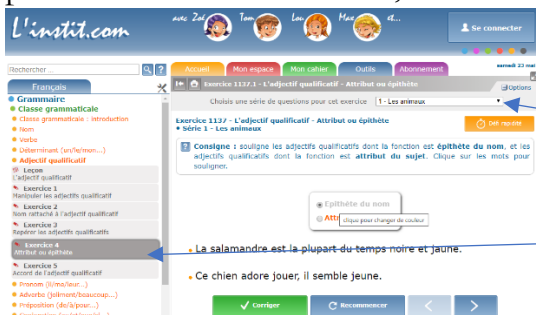 L'instit.com
avec Zoé Tom Lou Max et...
Se connecter
Rechercher ...
?
Accueil Mon espace Mon cahier Outils Abonnement
samedi 23 mai
Français
Exercice 1137.1 - L'adjectif qualificatif - Attribut ou épithète
Options
Grammaire
Classe grammaticale
Classe grammaticale : Introduction
Nom
Verbe
Déterminant (un/le/mon...)
Adjectif qualificatif
Leçon
L'adjectif qualificatif
Exercice 1
Manipuler les adjectifs qualificatifs
Exercice 2
Nom rattaché à l'adjectif qualificatif
Exercice 3
Repérer les adjectifs qualificatifs
Exercice 4
Attribut ou épithète
Exercice 5
Accord de l'adjectif qualificatif
Pronom (il/me/leur...)
Adverbe (joliment/beaucoup...)
Préposition (de/à/pour...)
Choisis une série de questions pour cet exercice 1 - Les animaux
Exercice 1137 - L'adjectif qualificatif - Attribut ou épithète
Série 1 - Les animaux
Défi rapidité
Consigne : souligne les adjectifs qualificatifs dont la fonction est épithète du nom, et les
adjectifs qualificatifs dont la fonction est attribut du sujet. Clique sur les mots pour
souligner.
Epithète du nom
Attr
clique pour changer de couleur
La salamandre est la plupart du temps noire et jaune.
Ce chien adore jouer, il semble jeune.
Corriger Recommencer